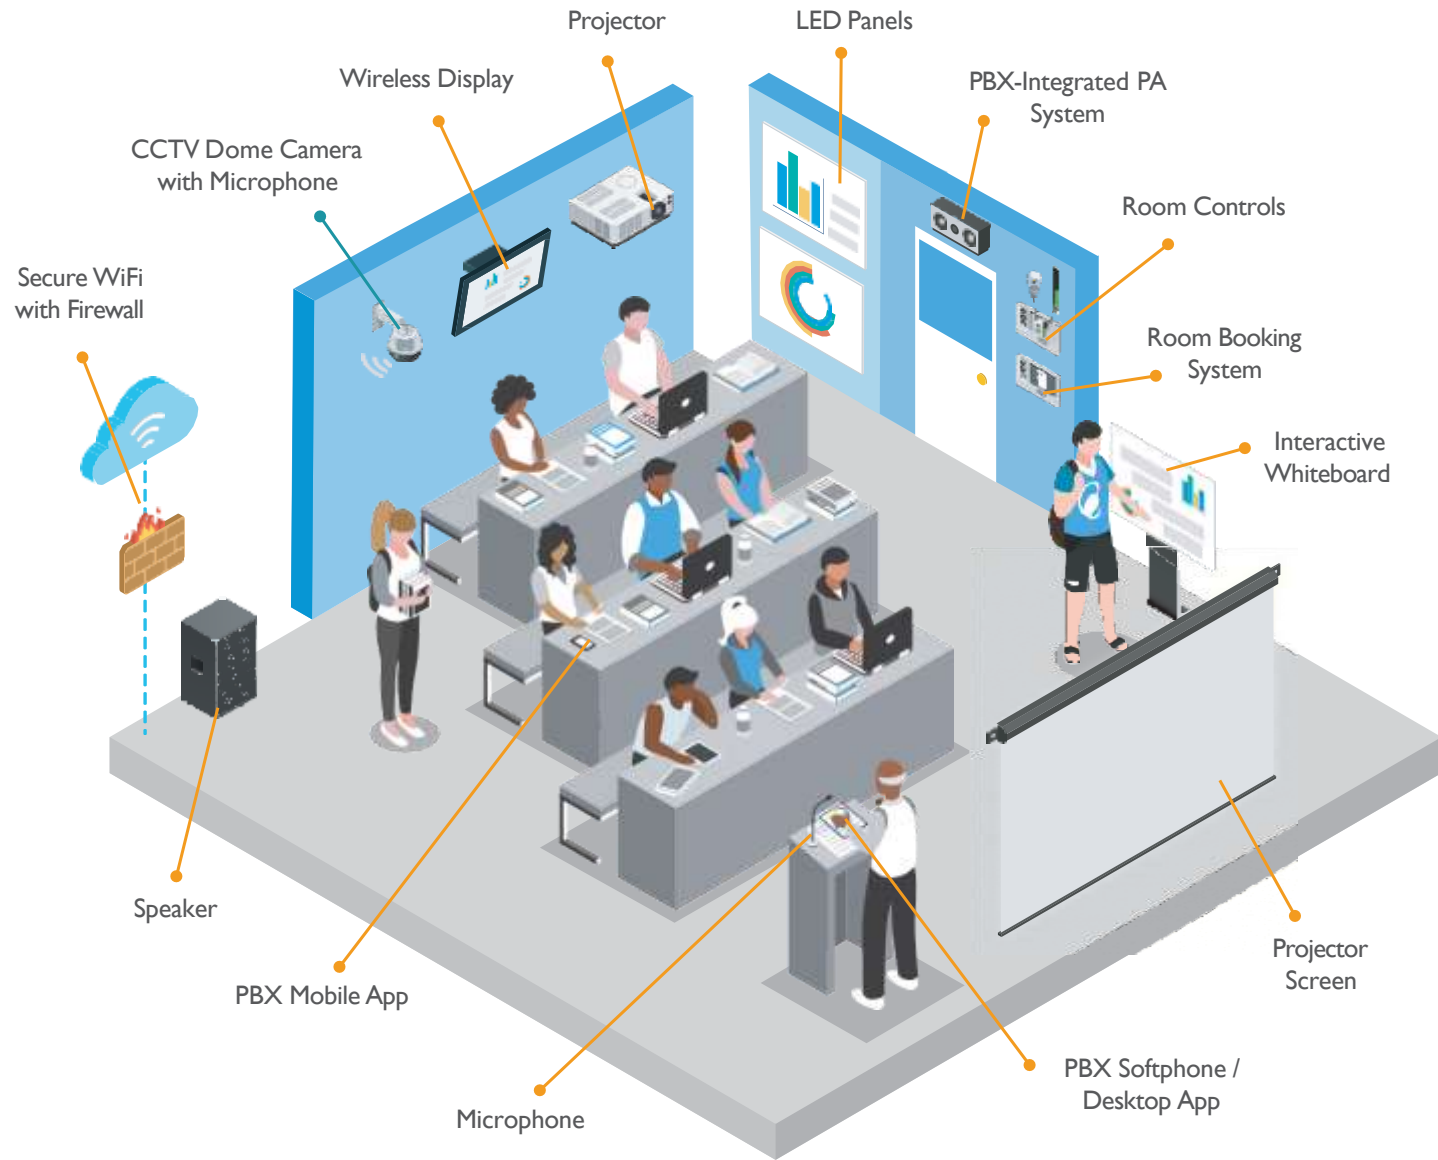 Projector
LED Panels
Wireless Display
PBX-Integrated PA
System
CCTV Dome Camera
with Microphone
Room Controls
Secure WiFi
with Firewall
Room Booking
System
Interactive
Whiteboard
Speaker
PBX Mobile App
Projector
Screen
PBX Softphone /
Desktop App
Microphone